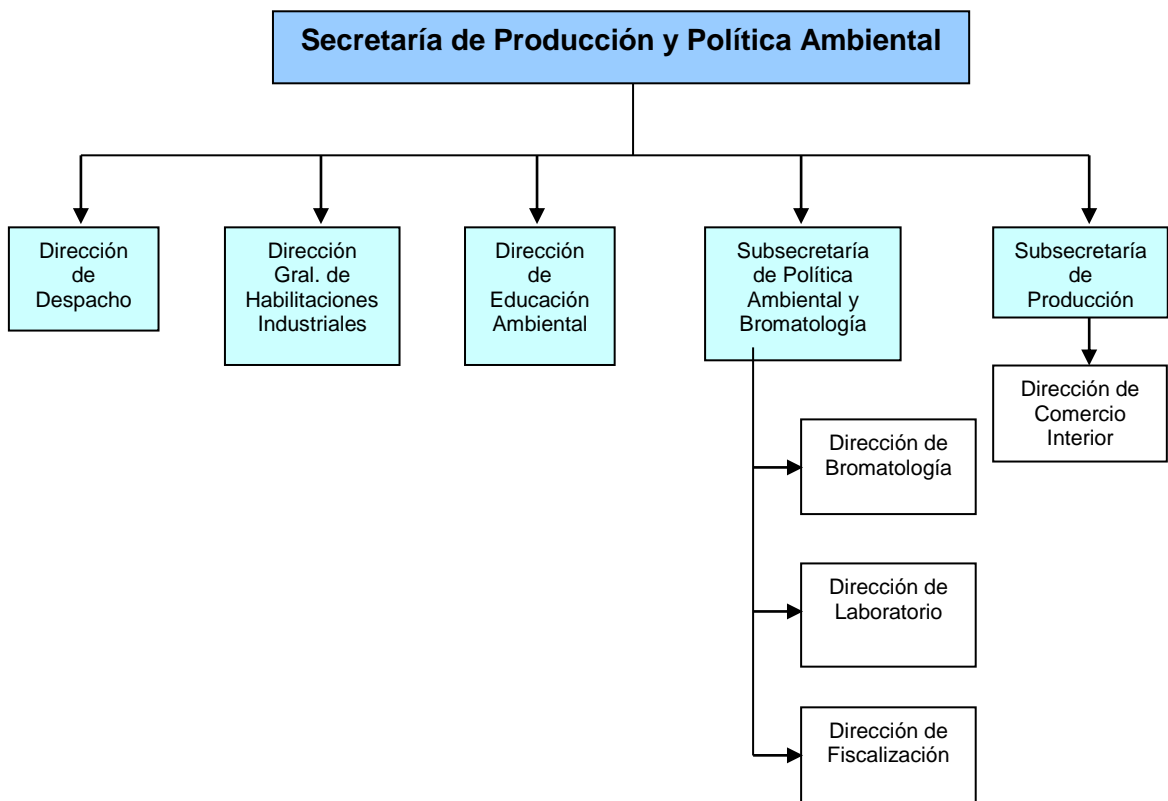 Secretaría de Producción y Política Ambiental
Dirección
de
Despacho
Dirección
Gral. de
Habilitaciones
Industriales
Dirección
de
Educación
Ambiental
Subsecretaría
de Política
Ambiental y
Bromatología
Subsecretaría
de
Producción
Dirección de
Comercio
Interior
Dirección de
Bromatología
Dirección de
Laboratorio
Dirección de
Fiscalización